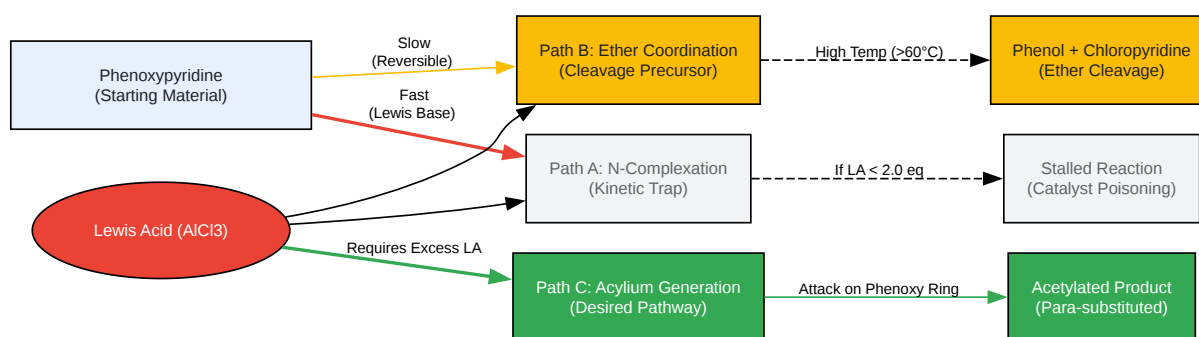 Phenoxypyridine
(Starting Material)
Slow
(Reversible)
Path B: Ether Coordination
(Cleavage Precursor)
High Temp (>60°C)
Phenol + Chloropyridine
(Ether Cleavage)
Fast
(Lewis Base)
Path A: N-Complexation
(Kinetic Trap)
If LA < 2.0 eq
Stalled Reaction
(Catalyst Poisoning)
Lewis Acid (AlCl3)
Requires Excess LA
Path C: Acylium Generation
(Desired Pathway)
Attack on Phenoxy Ring
Acetylated Product
(Para-substituted)